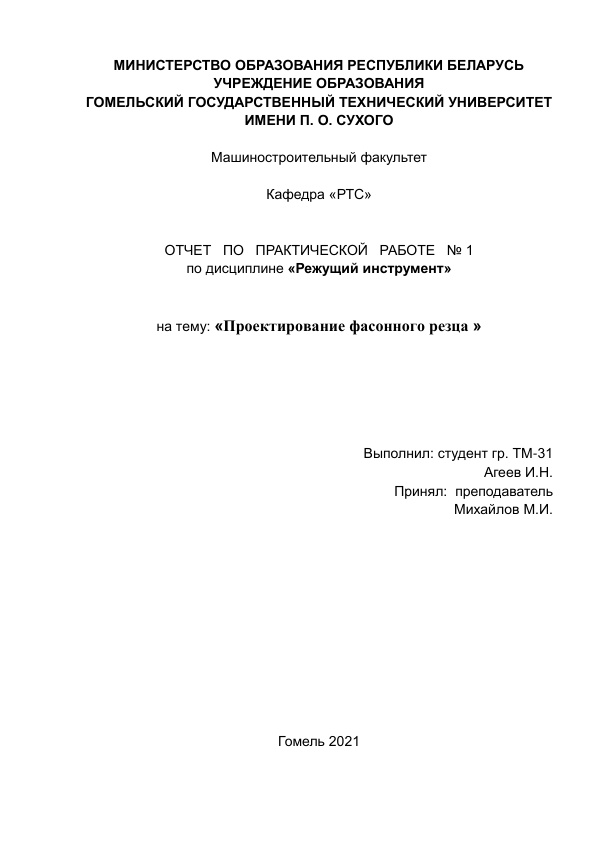 МИНИСТЕРСТВО ОБРАЗОВАНИЯ РЕСПУБЛИКИ БЕЛАРУСЬ
УЧРЕЖДЕНИЕ ОБРАЗОВАНИЯ
ГОМЕЛЬСКИЙ ГОСУДАРСТВЕННЫЙ ТЕХНИЧЕСКИЙ УНИВЕРСИТЕТ
ИМЕНИ П. О. СУХОГО
Машиностроительный факультет
Кафедра «РТС»
ОТЧЕТ ПО ПРАКТИЧЕСКОЙ РАБОТЕ № 1
по дисциплине «Режущий инструмент»
на тему: «Проектирование фасонного резца »
Выполнил: студент гр. ТМ-31
Агеев И.Н.
Принял: преподаватель
Михайлов М.И.
Гомель 2021